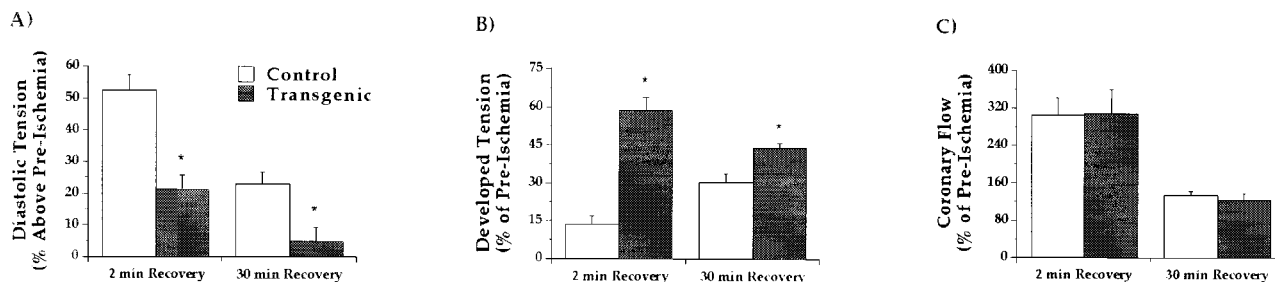 A)
Diastolic Tension
(% Above Pre-Ischemia)
60
50
40
30
20
10
0
Control
Transgenic
*
*
2 min Recovery
30 min Recovery
B)
Developed Tension
(% of Pre-Ischemia)
75
60
45
30
15
0
*
*
2 min Recovery
30 min Recovery
C)
Coronary Flow
(% of Pre-Ischemia)
400
320
240
160
80
0
2 min Recovery
30 min Recovery